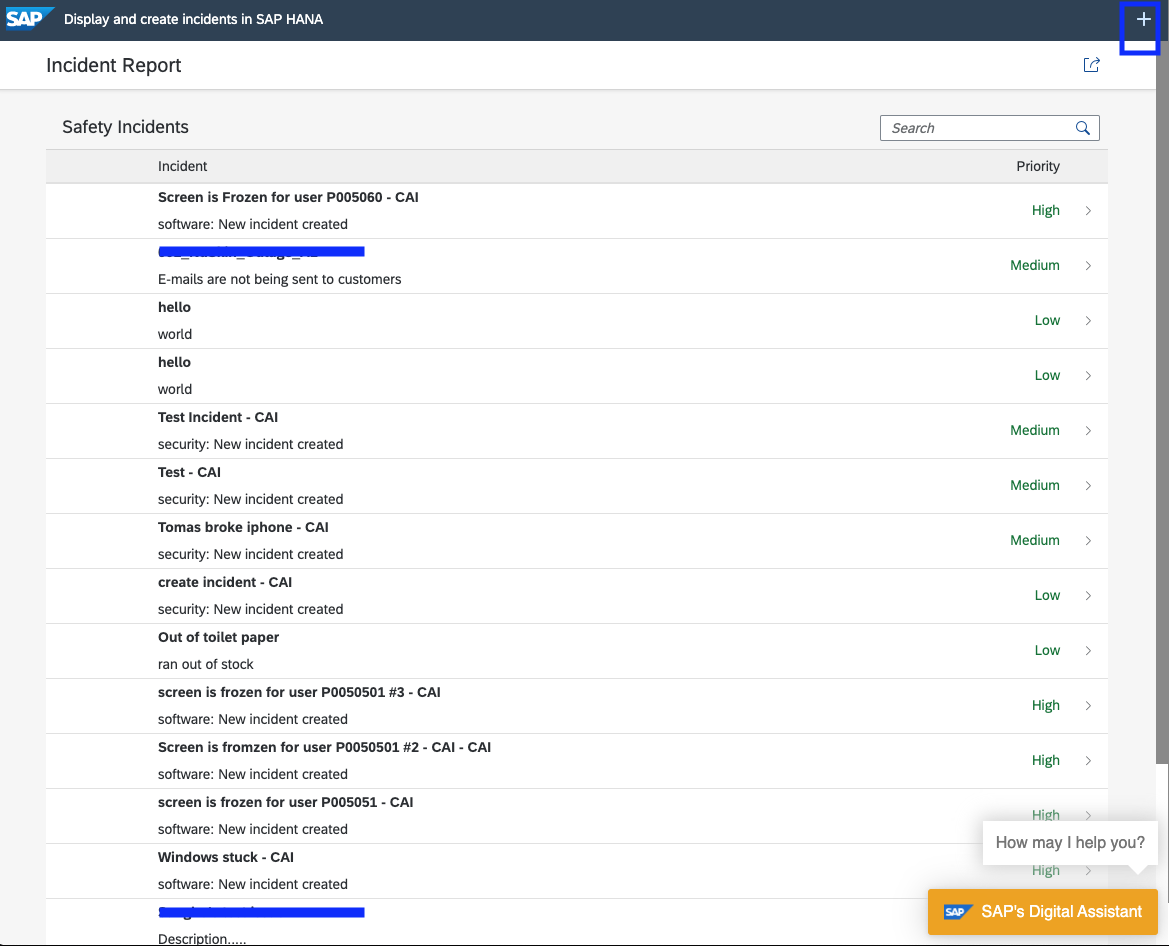 SAP Display and create incidents in SAP HANA +
Incident Report
Safety Incidents
Search
Incident Priority
Screen is Frozen for user P005060 - CAI
software: New incident created
High
E-mails are not being sent to customers
Medium
hello
world
Low
hello
world
Low
Test Incident - CAI
security: New incident created
Medium
Test - CAI
security: New incident created
Medium
Tomas broke iphone - CAI
security: New incident created
Medium
create incident - CAI
security: New incident created
Low
Out of toilet paper
ran out of stock
Low
screen is frozen for user P0050501 #3 - CAI
software: New incident created
High
Screen is fromzen for user P0050501 #2 - CAI - CAI
software: New incident created
High
screen is frozen for user P005051 - CAI
software: New incident created
High
Windows stuck - CAI
software: New incident created
High
Description.....
How may I help you?
SAP SAP's Digital Assistant